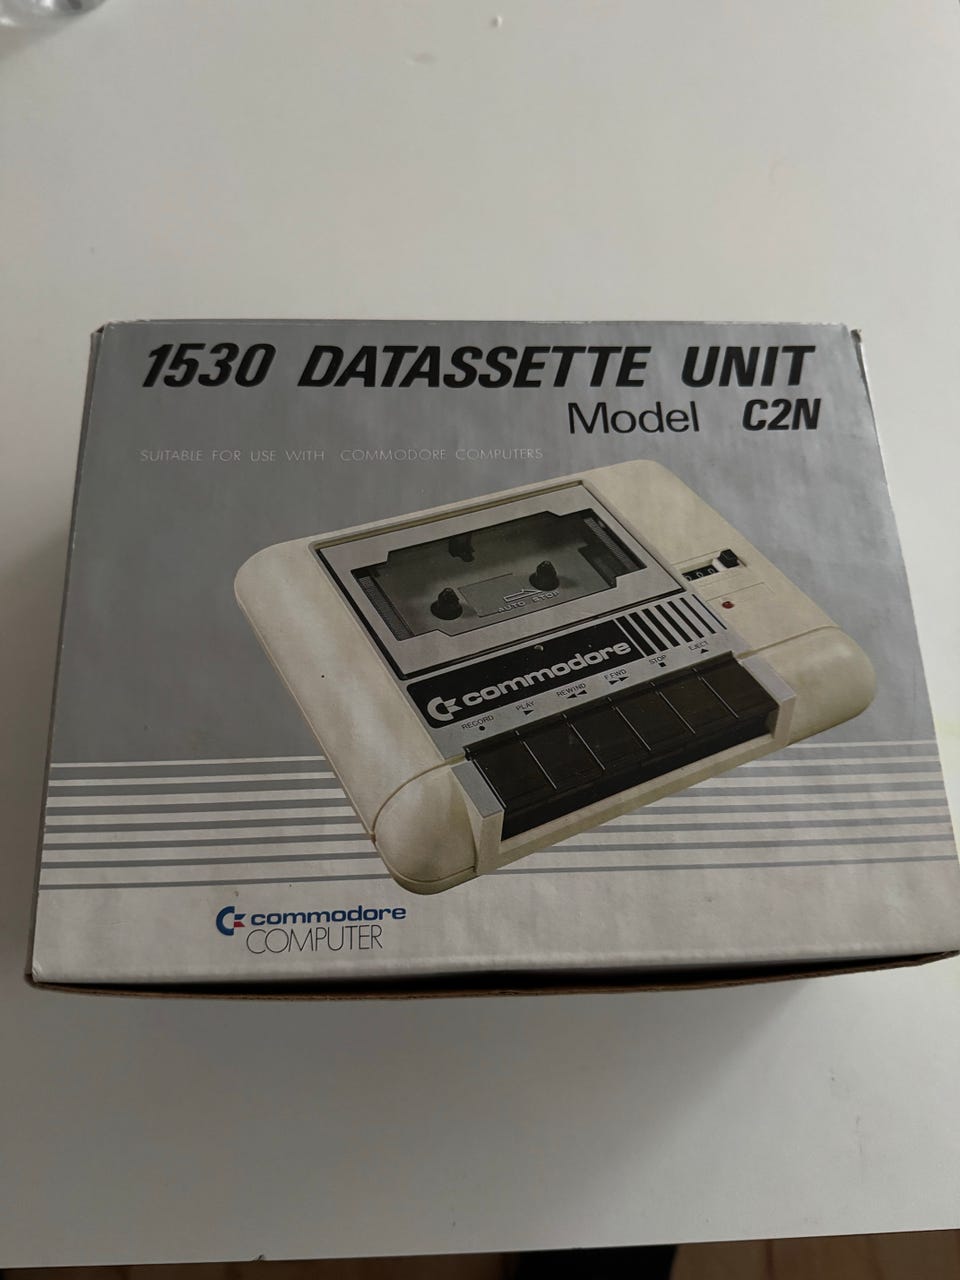 1530 DATASSETTE UNIT
Model C2N
SUITABLE FOR USE WITH COMMODORE COMPUTERS
AUTO STOP
commodore
RECORD PLAY REWIND F.FWD STOP EJECT
commodore
COMPUTER